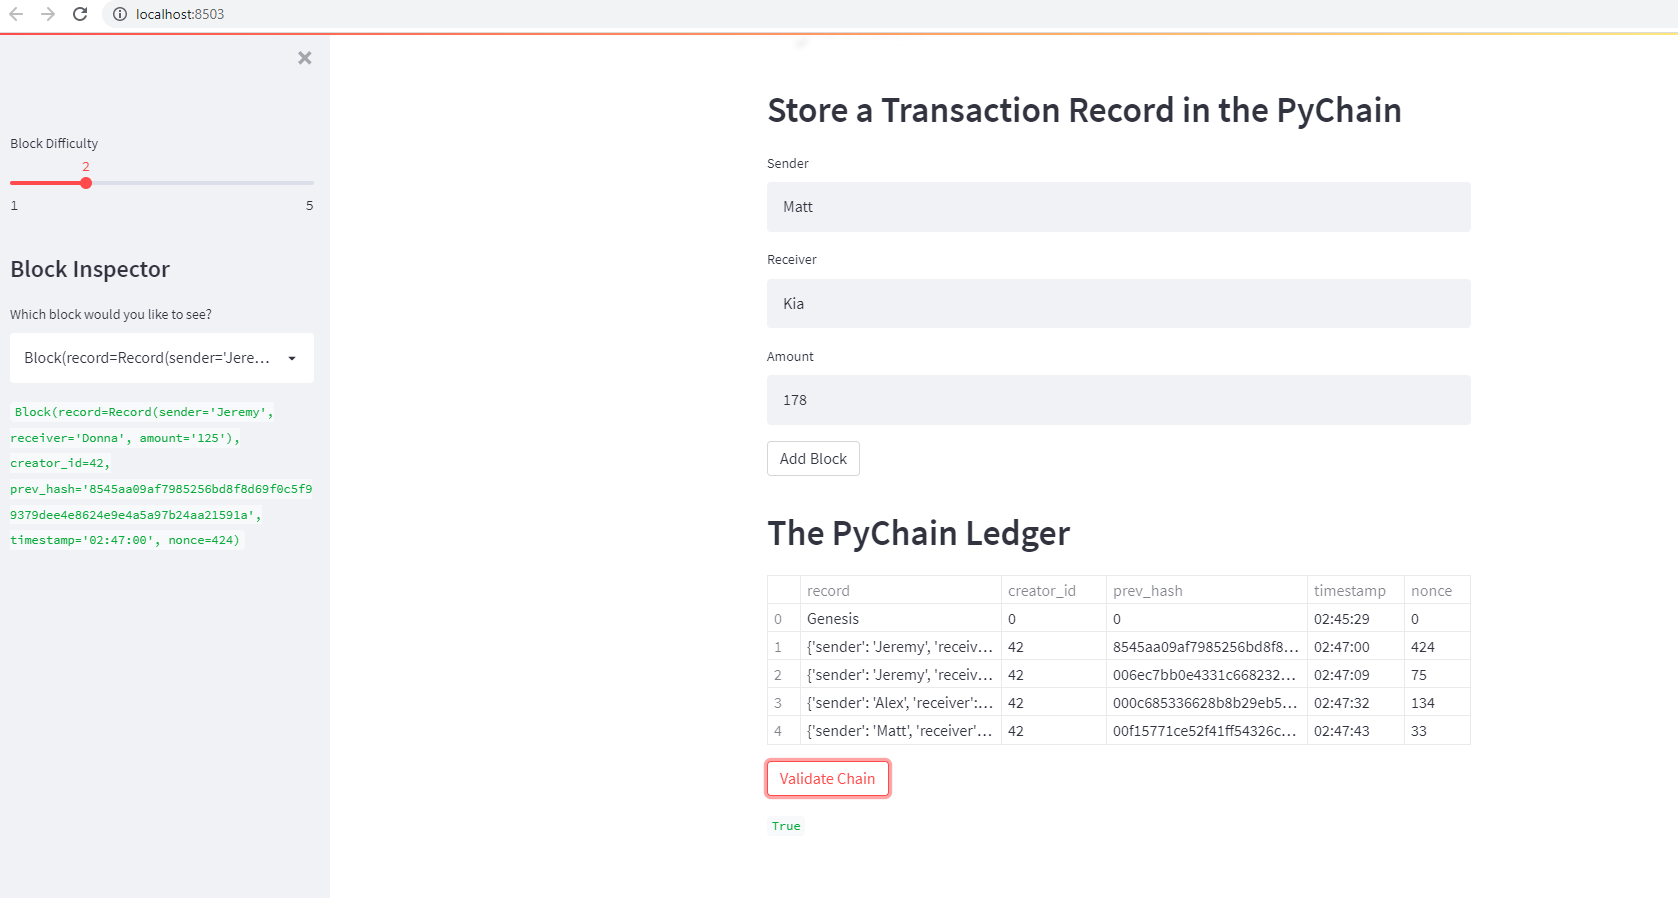 localhost:8503
Block Difficulty
2
1 5
Block Inspector
Which block would you like to see?
Block(record=Record(sender='Jere...
Block(record=Record(sender='Jeremy',
receiver='Donna', amount='125'),
creator_id=42,
prev_hash='8545aa09af7985256bd8f8d69f0c5f9
9379dee4e8624e9e4a5a97b24aa21591a',
timestamp='02:47:00', nonce=424)
Store a Transaction Record in the PyChain
Sender
Matt
Receiver
Kia
Amount
178
Add Block
The PyChain Ledger
record creator_id prev_hash timestamp nonce
0 Genesis 0 0 02:45:29 0
1 {'sender': 'Jeremy', 'receiv... 42 8545aa09af7985256bd8f8... 02:47:00 424
2 {'sender': 'Jeremy', 'receiv... 42 006ec7bb0e4331c668232... 02:47:09 75
3 {'sender': 'Alex', 'receiver':... 42 000c685336628b8b29eb5... 02:47:32 134
4 {'sender': 'Matt', 'receiver'... 42 00f15771ce52f41ff54326c... 02:47:43 33
Validate Chain
True